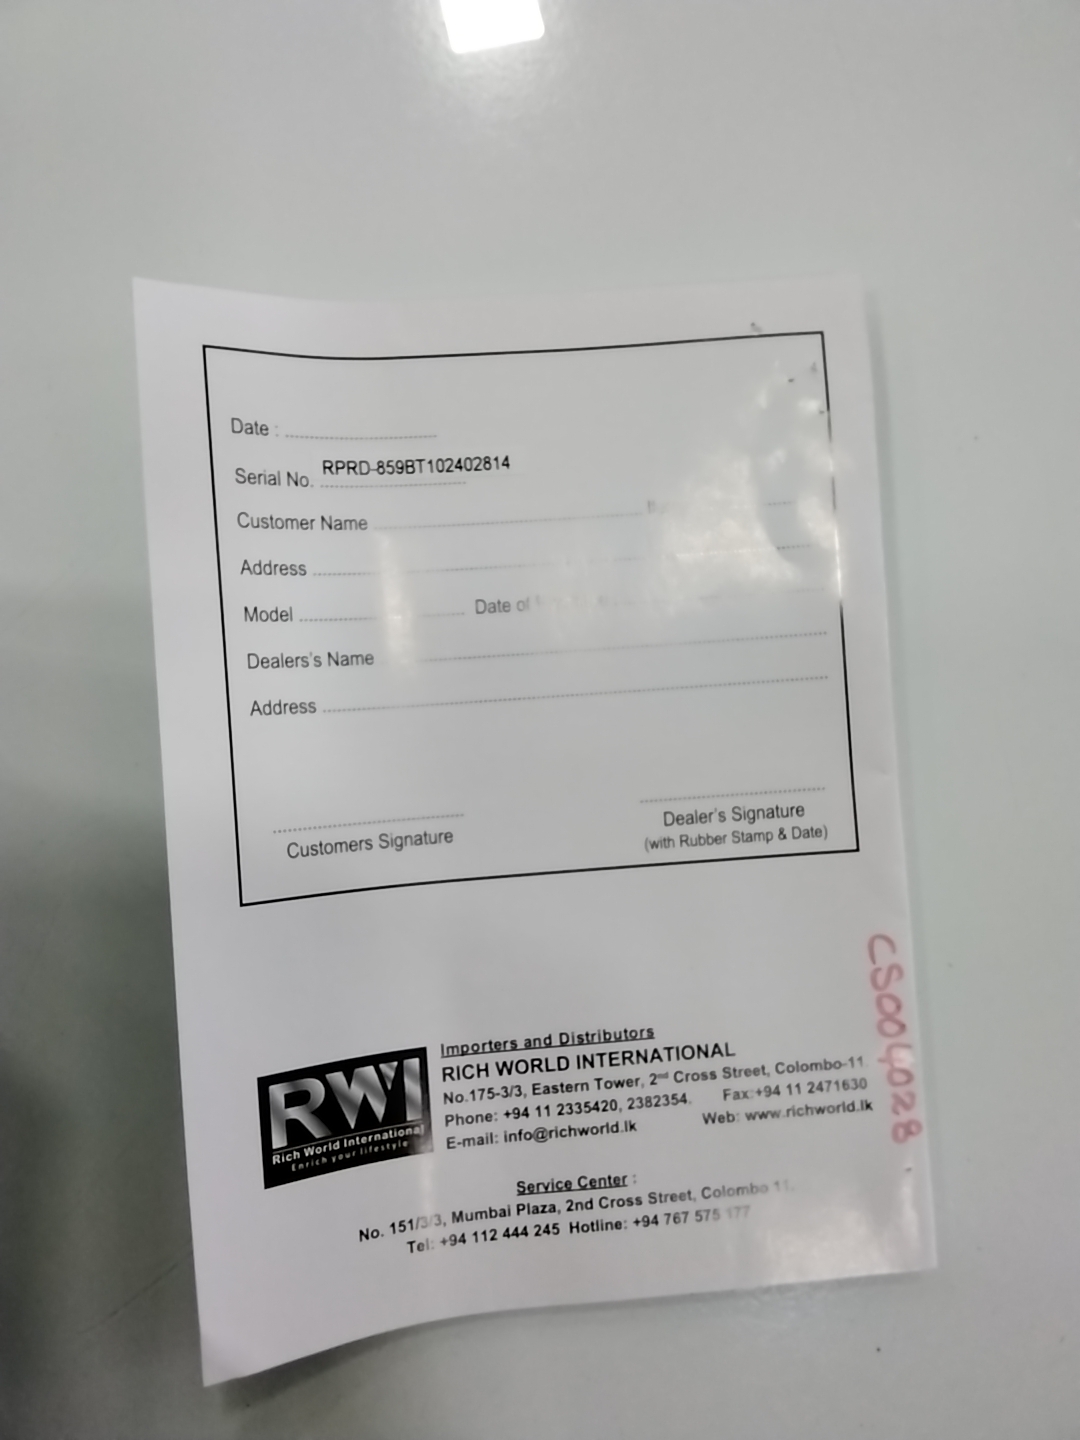 Date : ........................
Serial No. RPRD-859BT102402814
Customer Name ........................
Address ........................
Model ........................ Date of
Dealers's Name ........................
Address ........................
Customers Signature
Dealer's Signature
(with Rubber Stamp & Date)
CS004028
RWI
Rich World International
Enrich your lifestyle
Importers and Distributors
RICH WORLD INTERNATIONAL
No.175-3/3, Eastern Tower, 2nd Cross Street, Colombo-11.
Phone: +94 11 2335420, 2382354. Fax:+94 11 2471630
E-mail: info@richworld.lk Web: www.richworld.lk
Service Center :
No. 151/3/3, Mumbai Plaza, 2nd Cross Street, Colombo 11.
Tel: +94 112 444 245 Hotline: +94 767 575 177